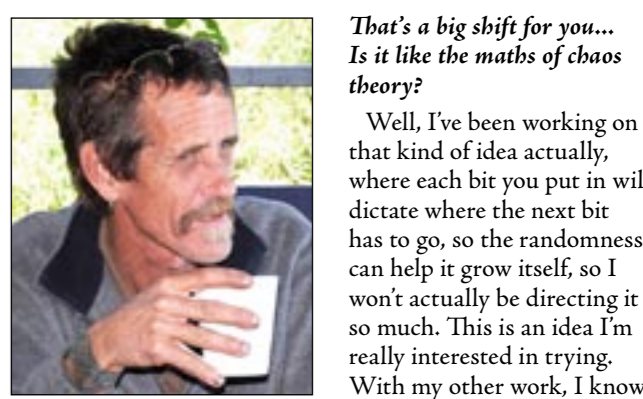 That’s a big shift for you...
Is it like the maths of chaos
theory?
Well, I’ve been working on
that kind of idea actually,
where each bit you put in wil
dictate where the next bit
has to go, so the randomness
can help it grow itself, so I
won’t actually be directing it
so much. This is an idea I’m
really interested in trying.
With my other work, I know